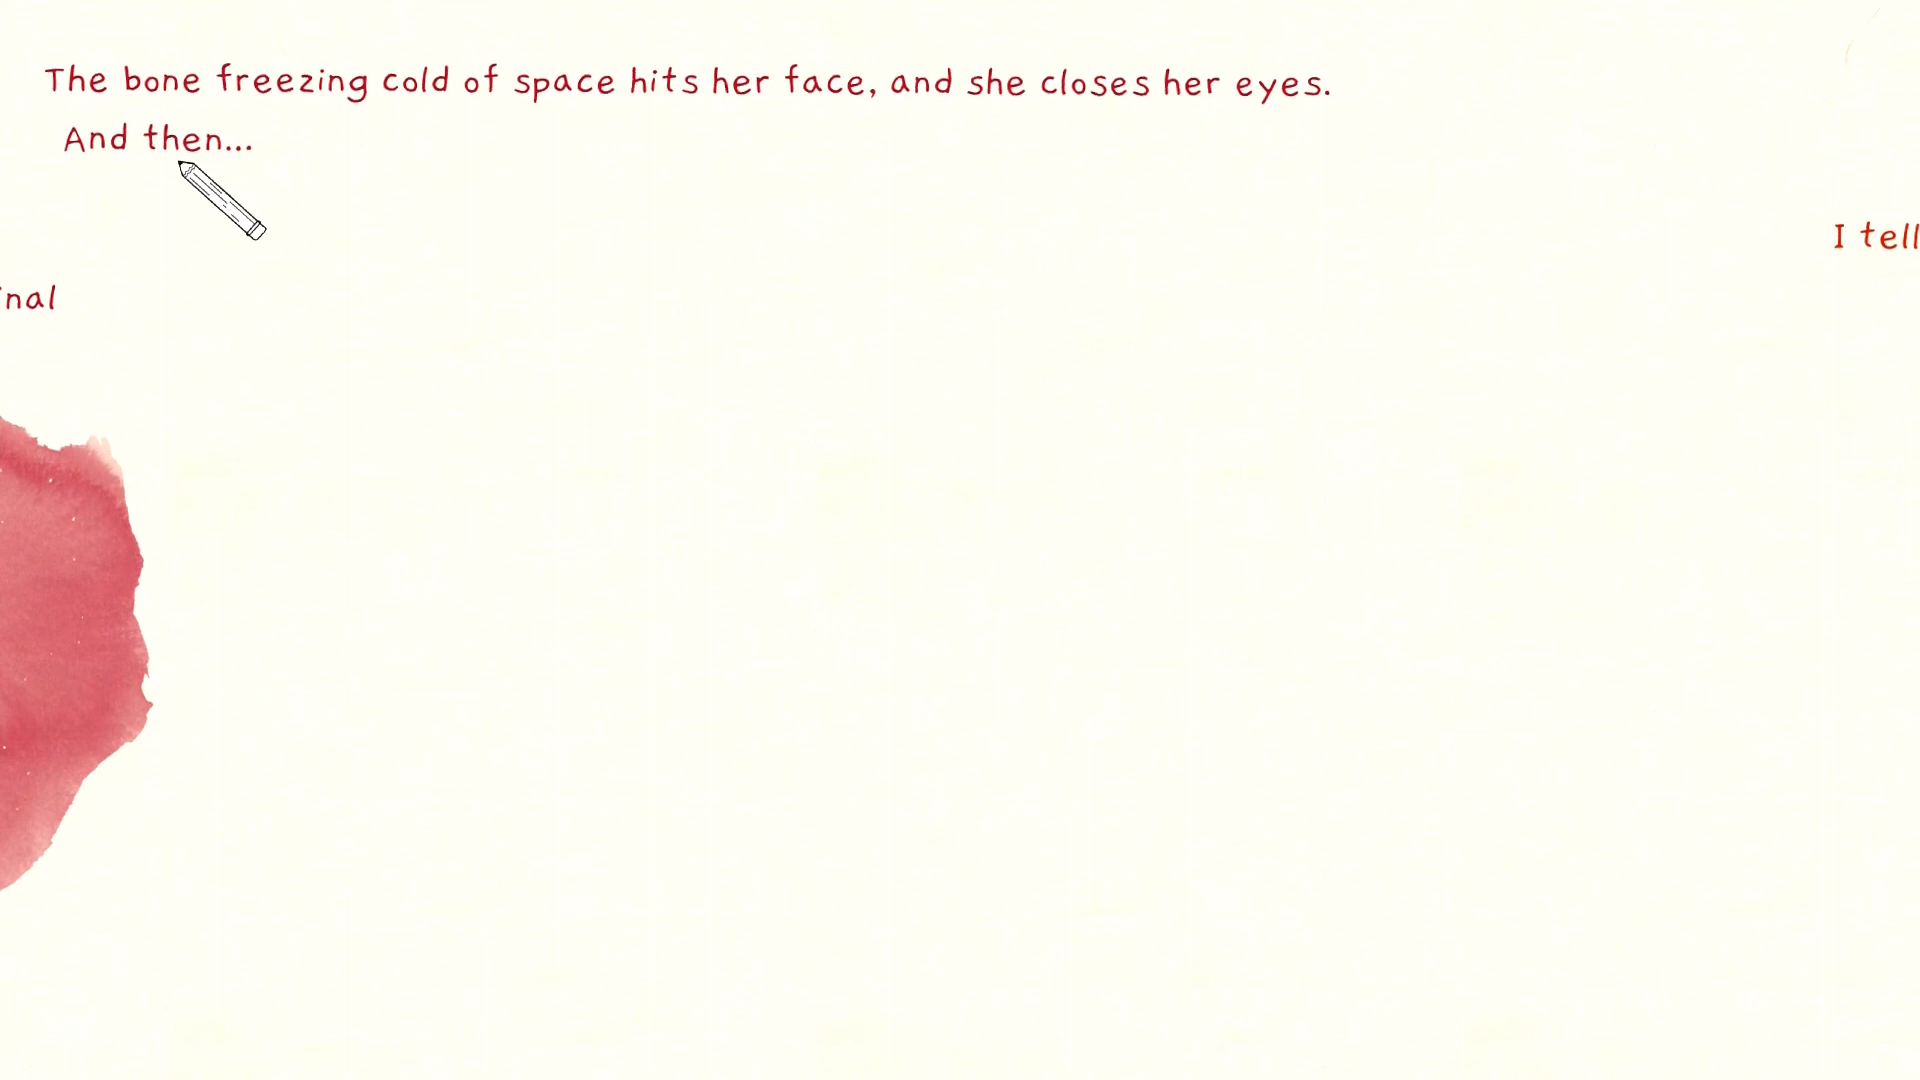 The bone freezing cold of space hits her face, and she closes her eyes.
And then...
I tell
nal